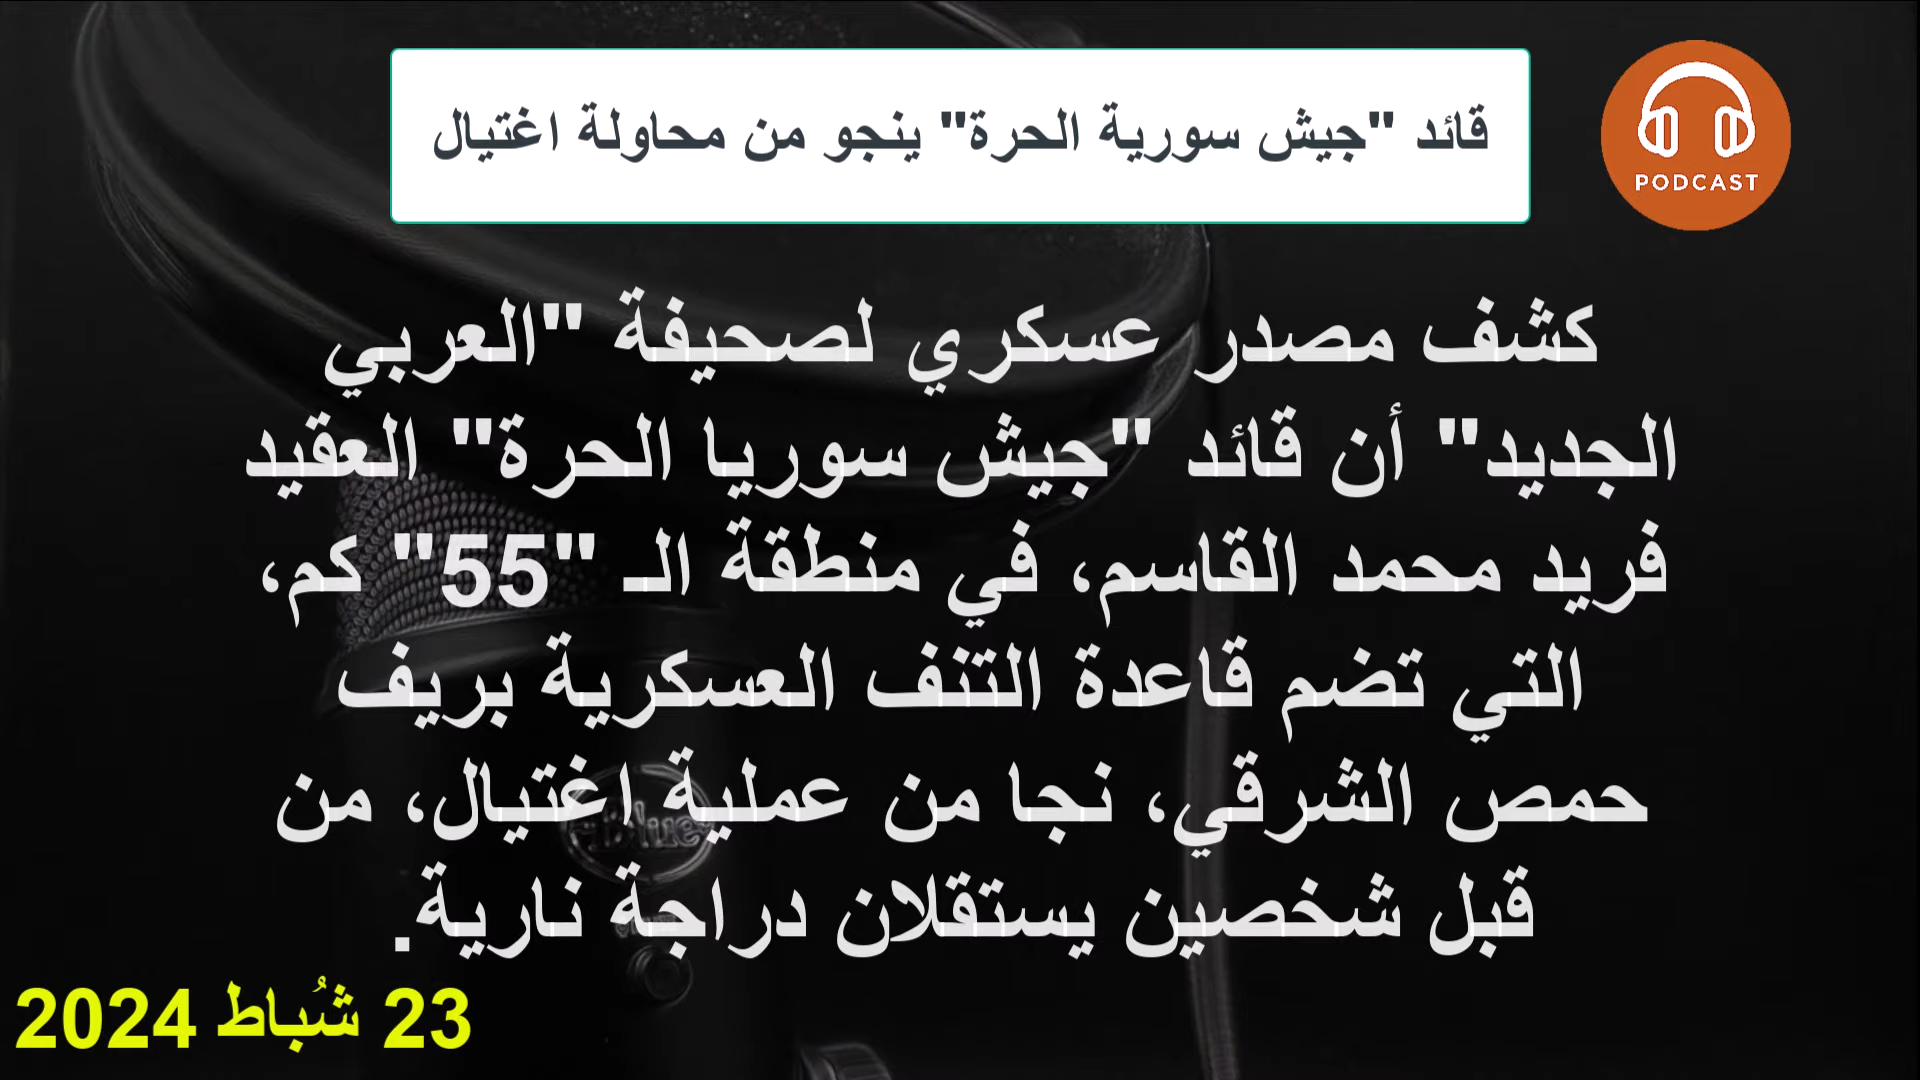 قائد "جيش سورية الحرة" ينجو من محاولة اغتيال
PODCAST
كشف مصدر عسكري لصحيفة "العربي
الجديد" أن قائد "جيش سوريا الحرة" العقيد
فريد محمد القاسم، في منطقة الـ "55" كم،
التي تضم قاعدة التنف العسكرية بريف
حمص الشرقي، نجا من عملية اغتيال، من
قبل شخصين يستقلان دراجة نارية.
Blue
23 شُباط 2024